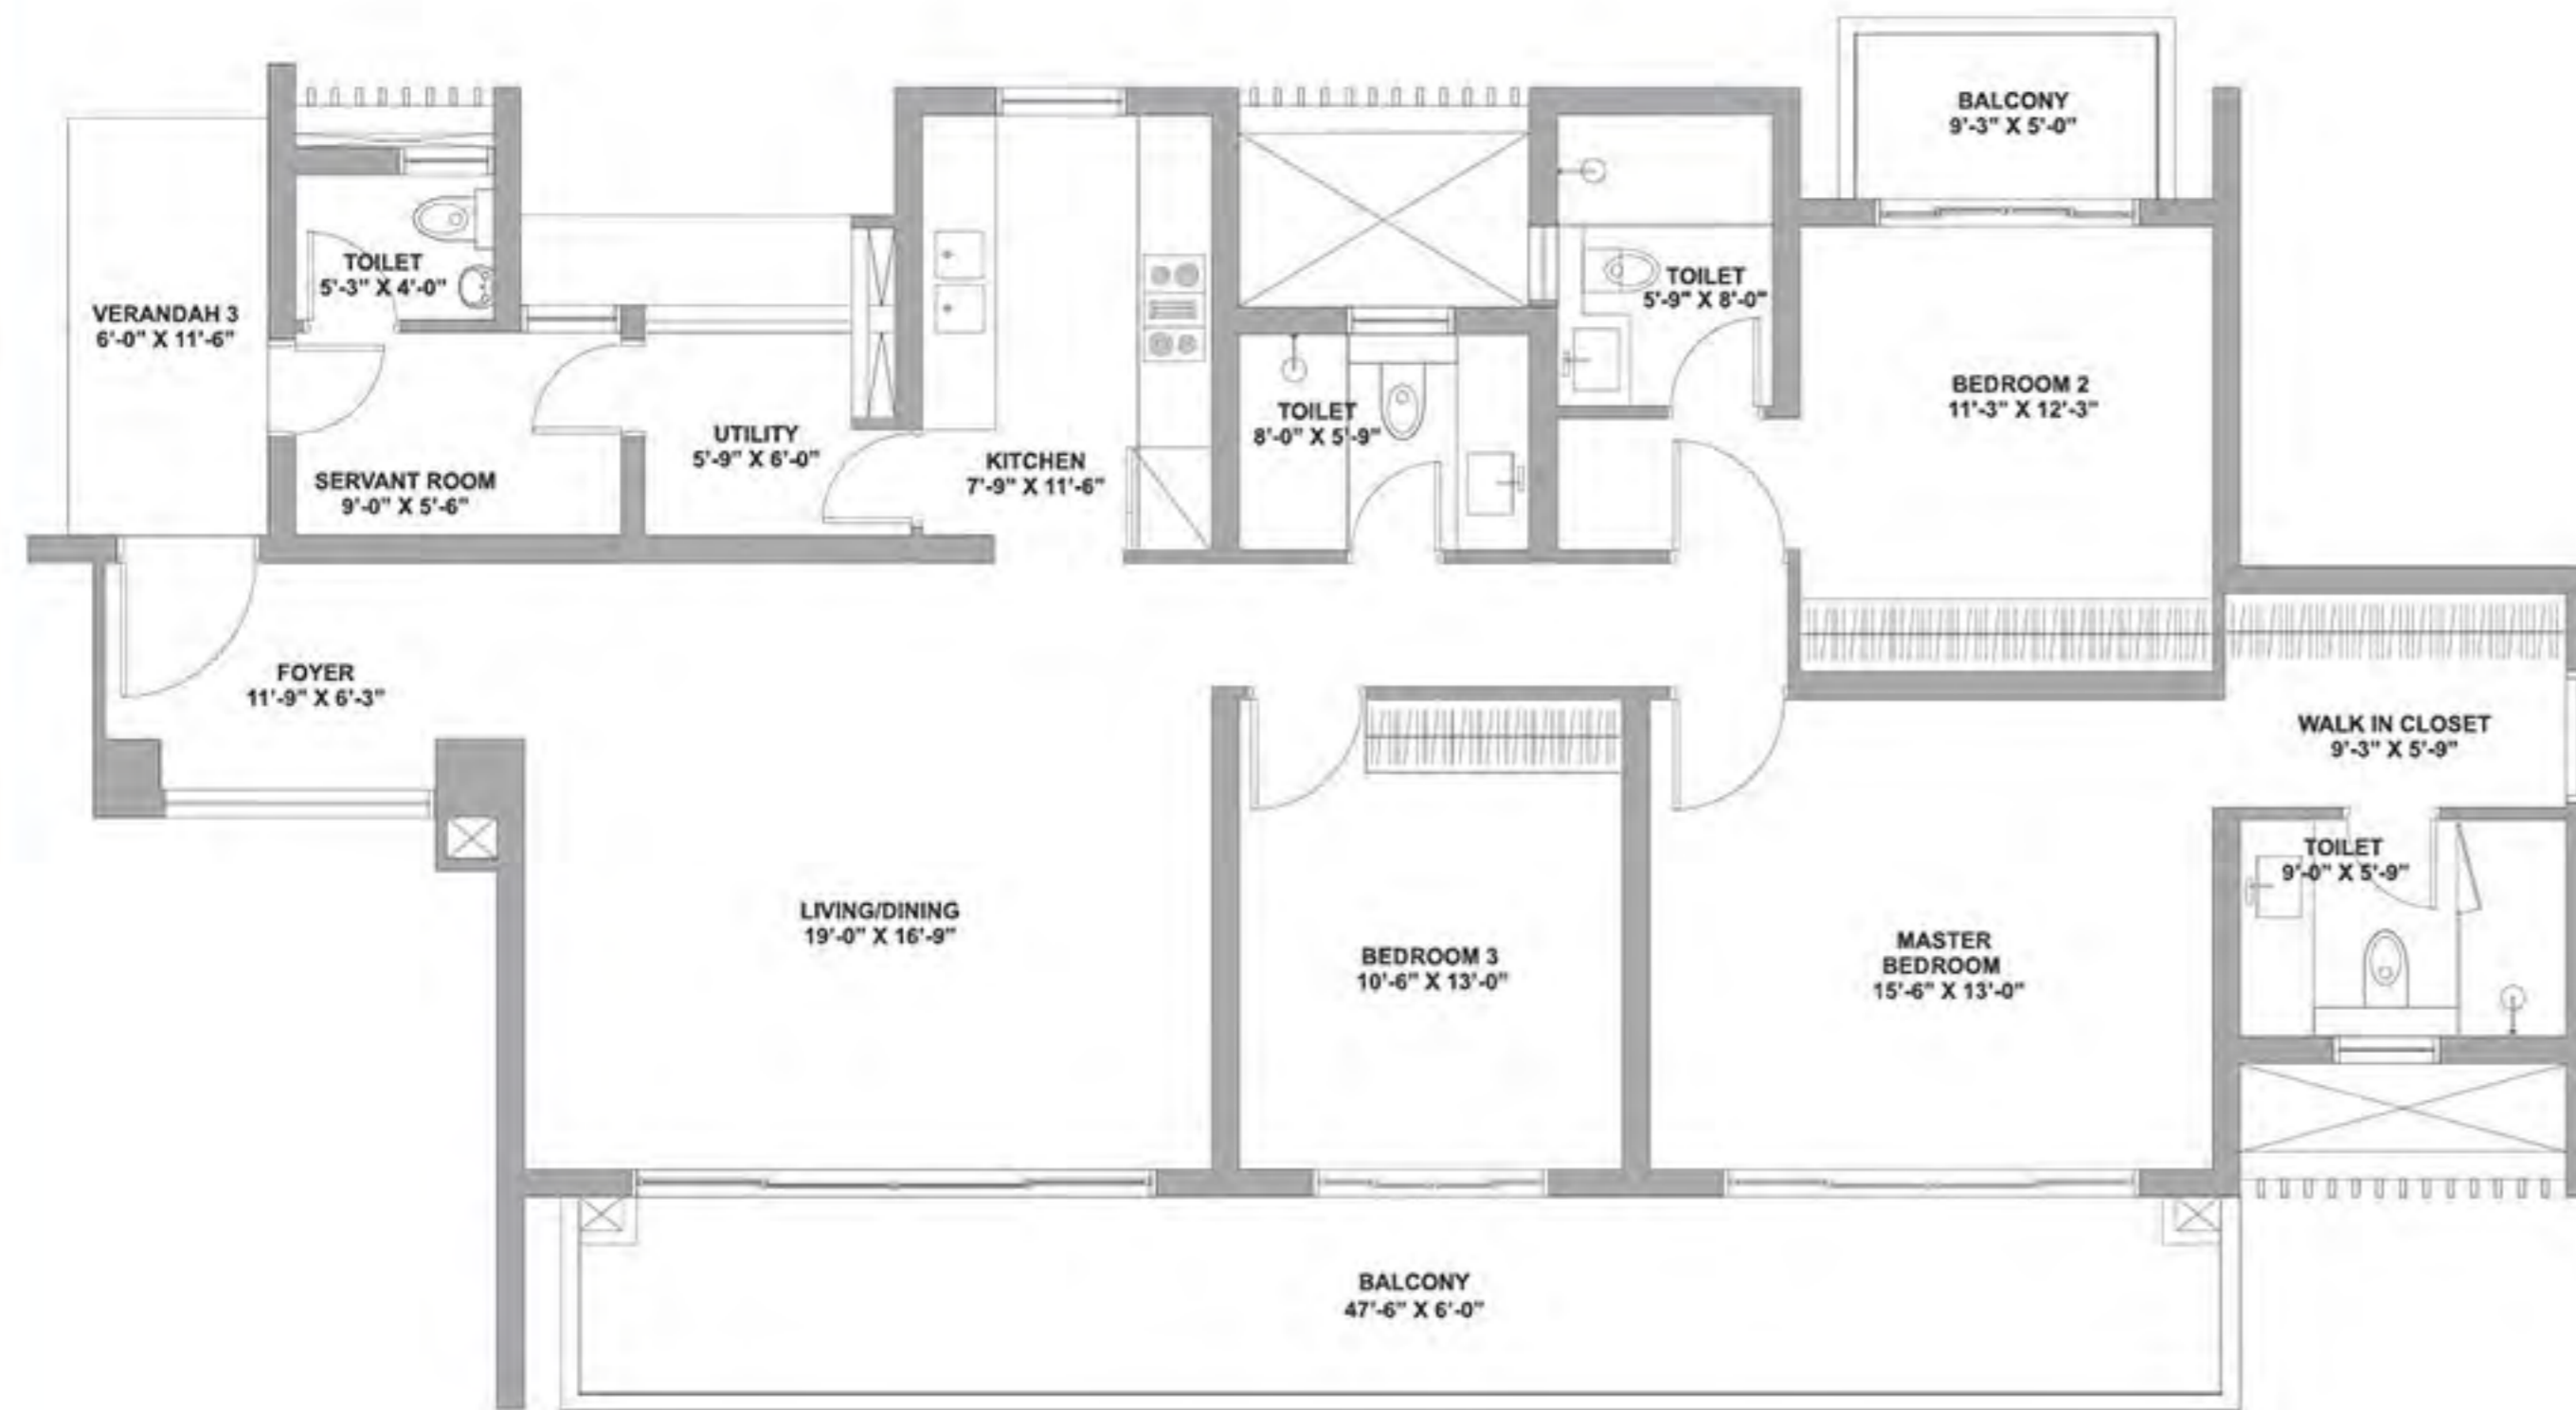 BALCONY
9'-3" X 5'-0"
TOILET
5'-3" X 4'-0"
VERANDAH 3
6'-0" X 11'-6"
TOILET
5'-9" X 8'-0"
BEDROOM 2
11'-3" X 12'-3"
TOILET
8'-0" X 5'-9"
UTILITY
5'-9" X 6'-0"
KITCHEN
7'-9" X 11'-6"
SERVANT ROOM
9'-0" X 5'-6"
FOYER
11'-9" X 6'-3"
WALK IN CLOSET
9'-3" X 5'-9"
TOILET
9'-0" X 5'-9"
LIVING/DINING
19'-0" X 16'-9"
BEDROOM 3
10'-6" X 13'-0"
MASTER
BEDROOM
15'-6" X 13'-0"
BALCONY
47'-6" X 6'-0"